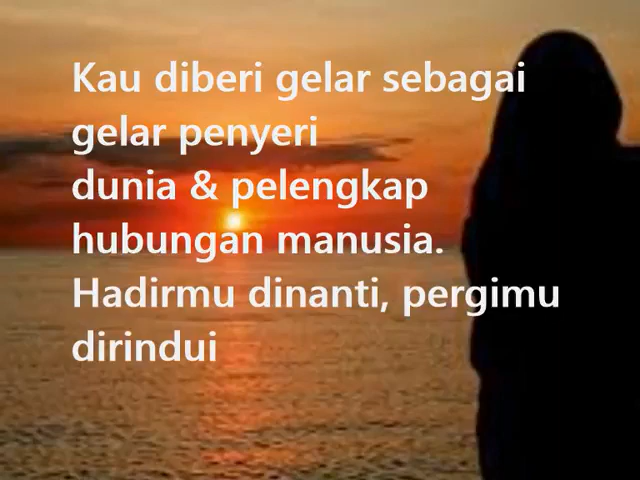 Kau diberi gelar sebagai
gelar penyeri
dunia & pelengkap
hubungan manusia.
Hadirmu dinanti, pergimu
dirindui